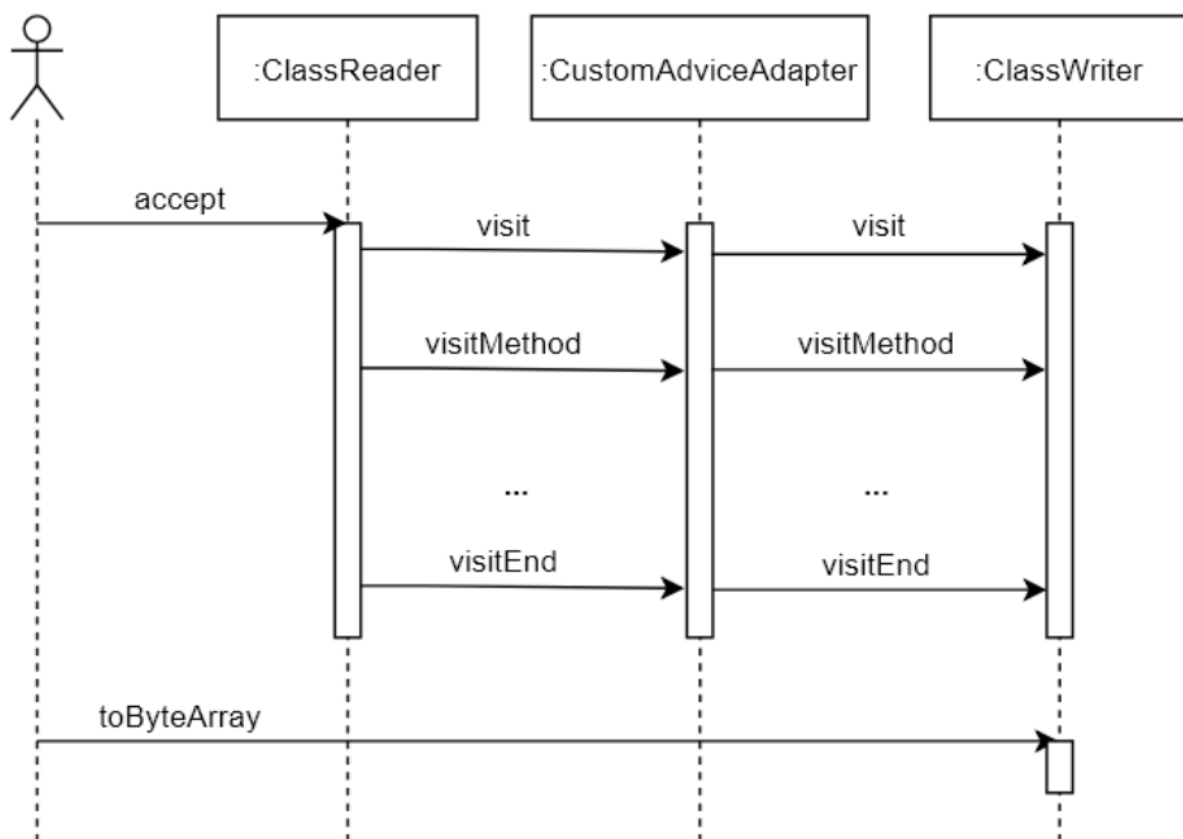 :ClassReader
:CustomAdviceAdapter
:ClassWriter
accept
visit
visit
visitMethod
visitMethod
...
...
visitEnd
visitEnd
toByteArray